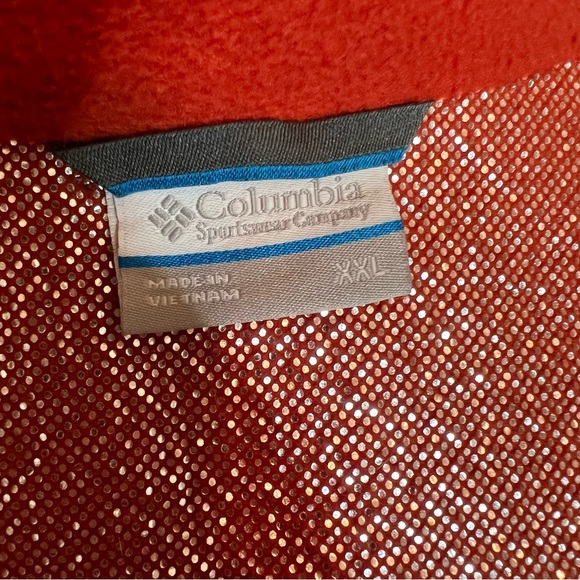 Columbia
Sportswear Company
MADE IN
VIETNAM
XXL